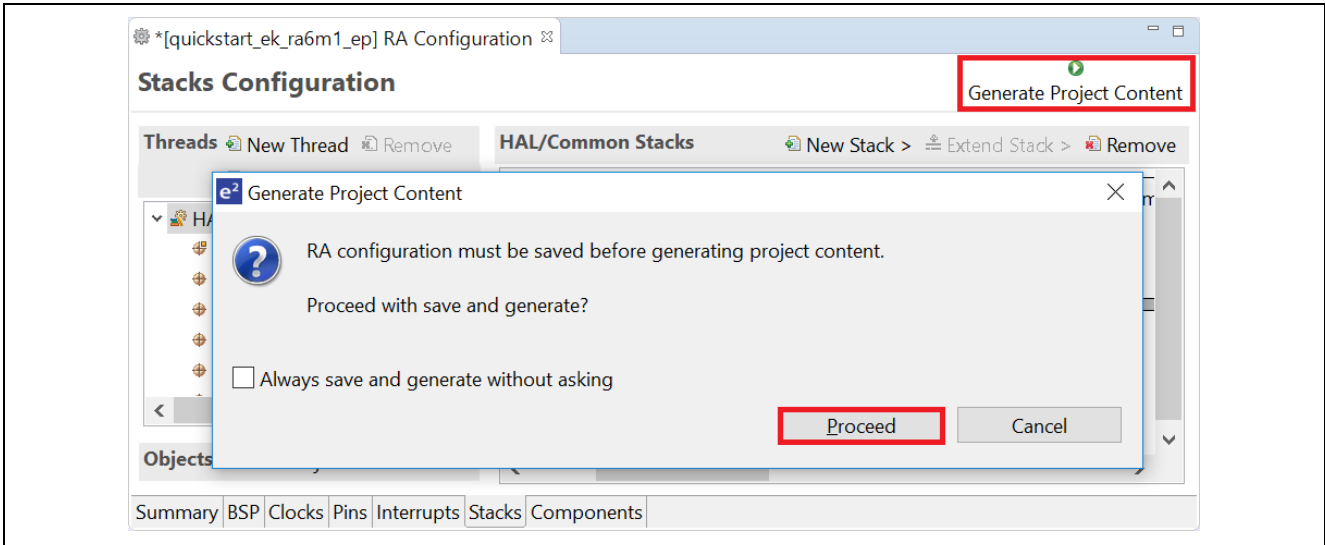 *[quickstart_ek_ra6m1_ep] RA Configuration
Stacks Configuration
Generate Project Content
Threads New Thread Remove
HAL/Common Stacks New Stack > Extend Stack > Remove
e² Generate Project Content
RA configuration must be saved before generating project content.
Proceed with save and generate?
Always save and generate without asking
Proceed Cancel
Objects
Summary BSP Clocks Pins Interrupts Stacks Components